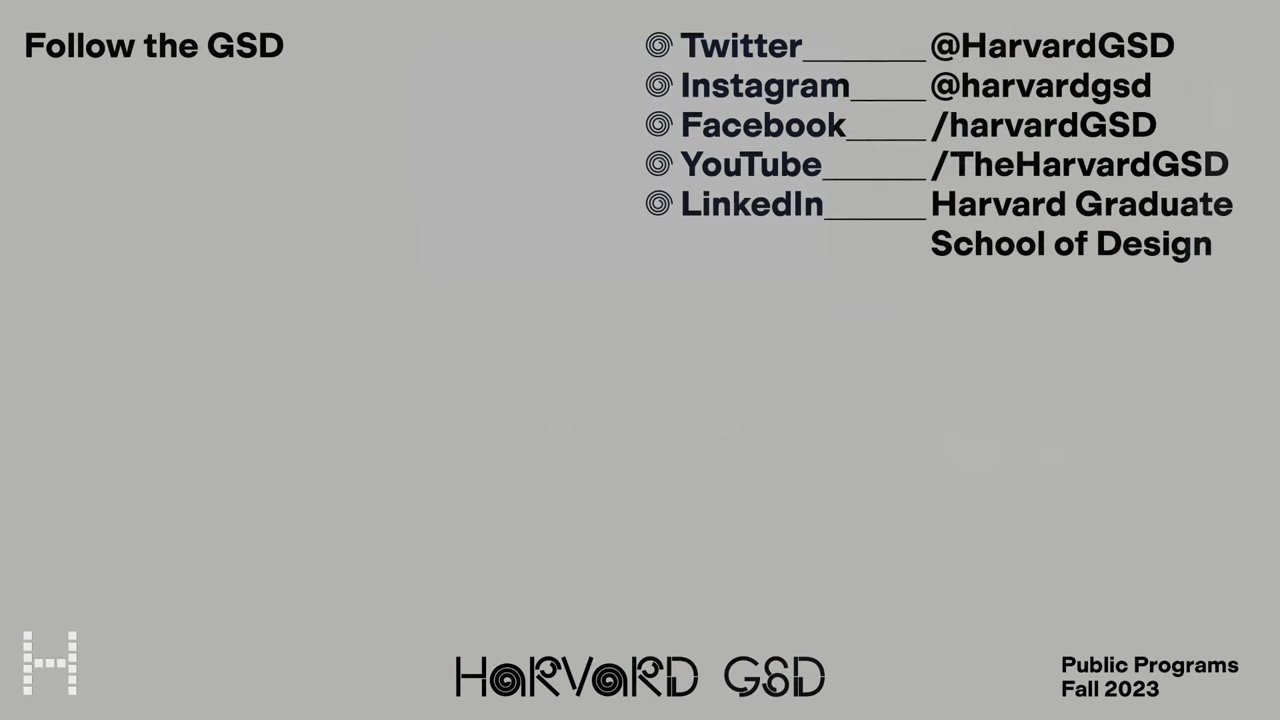 Follow the GSD
Twitter_______@HarvardGSD
Instagram____@harvardgsd
Facebook____/harvardGSD
YouTube______/TheHarvardGSD
LinkedIn______Harvard Graduate
School of Design
H
HaRVaRD GSD
Public Programs
Fall 2023